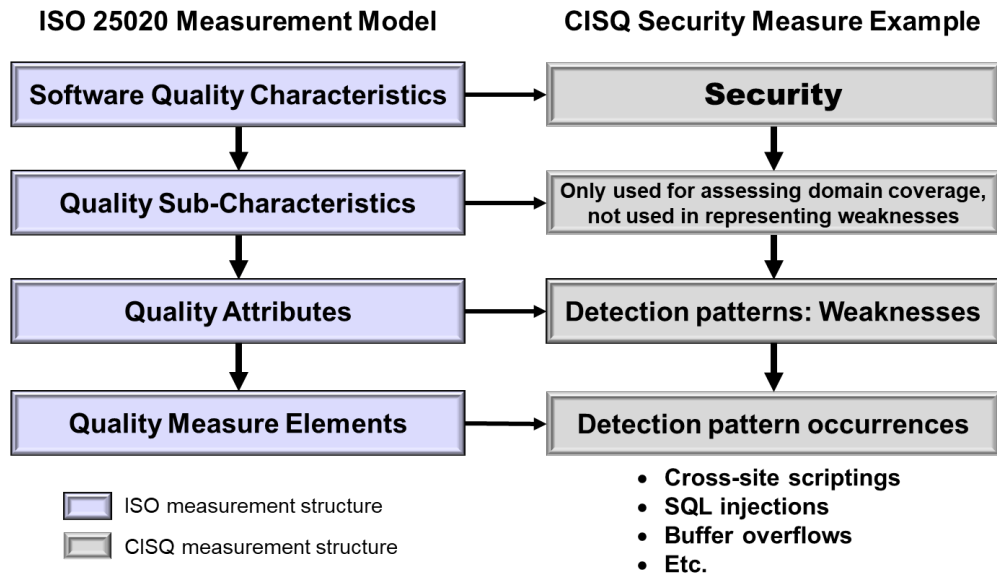 ISO 25020 Measurement Model
CISQ Security Measure Example
Software Quality Characteristics
Security
Quality Sub-Characteristics
Only used for assessing domain coverage,
not used in representing weaknesses
Quality Attributes
Detection patterns: Weaknesses
Quality Measure Elements
Detection pattern occurrences
• Cross-site scriptings
• SQL injections
• Buffer overflows
• Etc.
ISO measurement structure
CISQ measurement structure